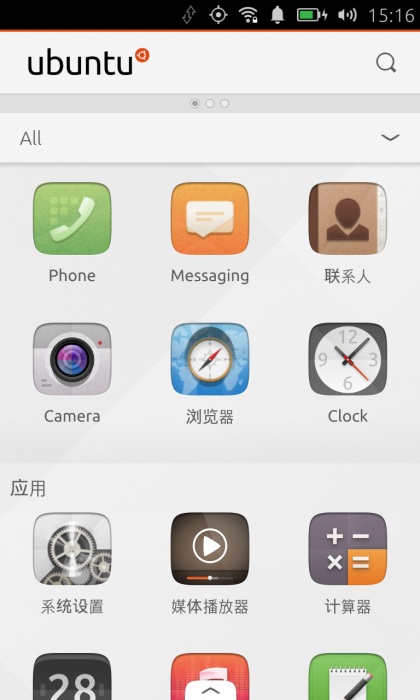 15:16
ubuntu
All
Phone
Messaging
联系人
12
9
3
6
Camera
浏览器
Clock
应用
系统设置
媒体播放器
计算器
28